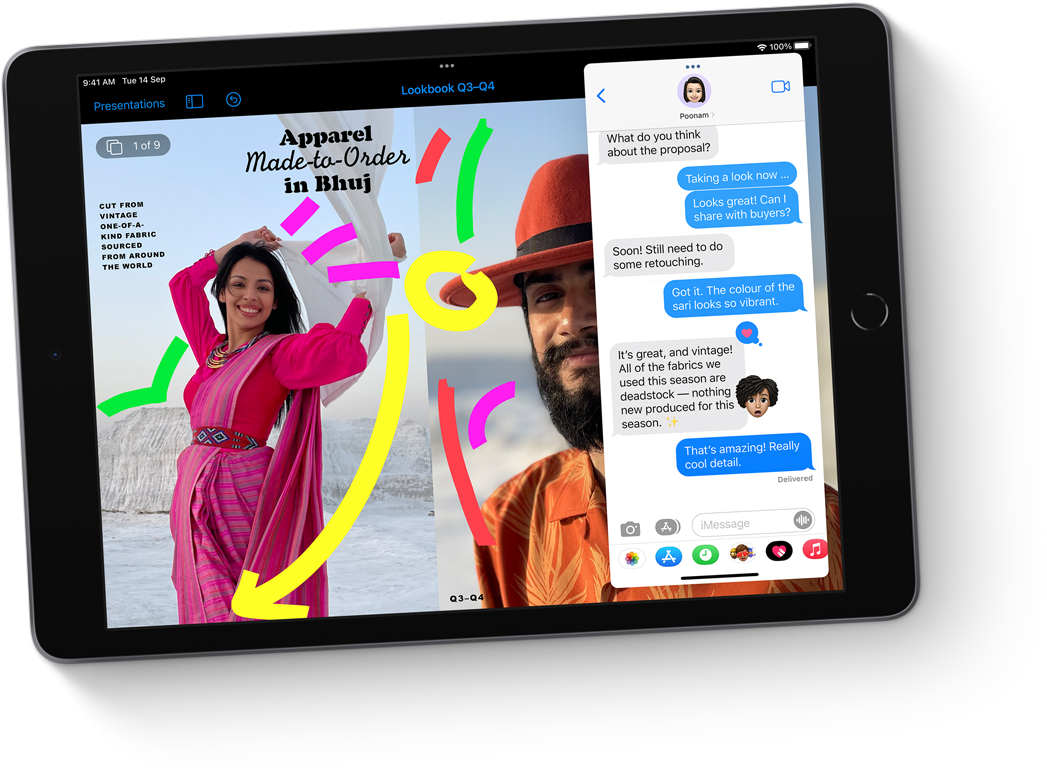 9:41 AM Tue 14 Sep
100%
Presentations
Lookbook Q3–Q4
1 of 9
Apparel
Made-to-Order
in Bhuj
CUT FROM
VINTAGE
ONE-OF-A-
KIND FABRIC
SOURCED
FROM AROUND
THE WORLD
Q3–Q4
Poonam
What do you think
about the proposal?
Taking a look now ...
Looks great! Can I
share with buyers?
Soon! Still need to do
some retouching.
Got it. The colour of the
sari looks so vibrant.
It's great, and vintage!
All of the fabrics we
used this season are
deadstock — nothing
new produced for this
season. ✨
That's amazing! Really
cool detail.
Delivered
iMessage